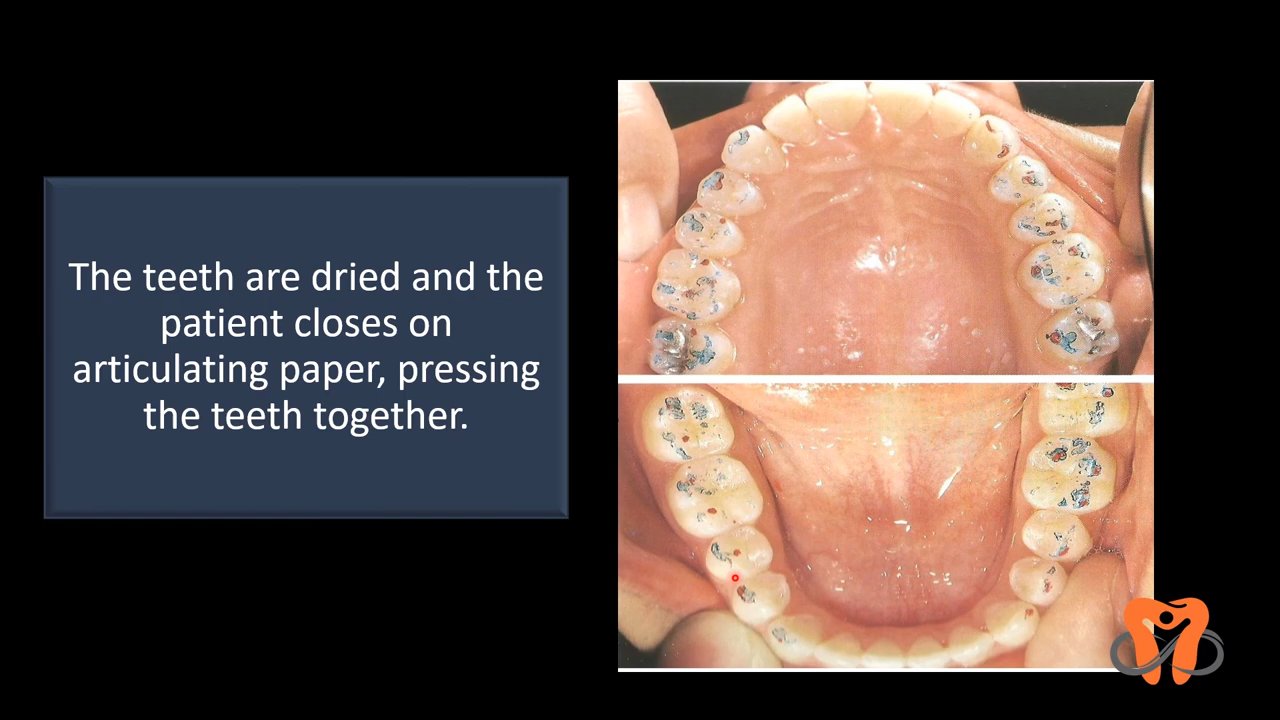 The teeth are dried and the
patient closes on
articulating paper, pressing
the teeth together.